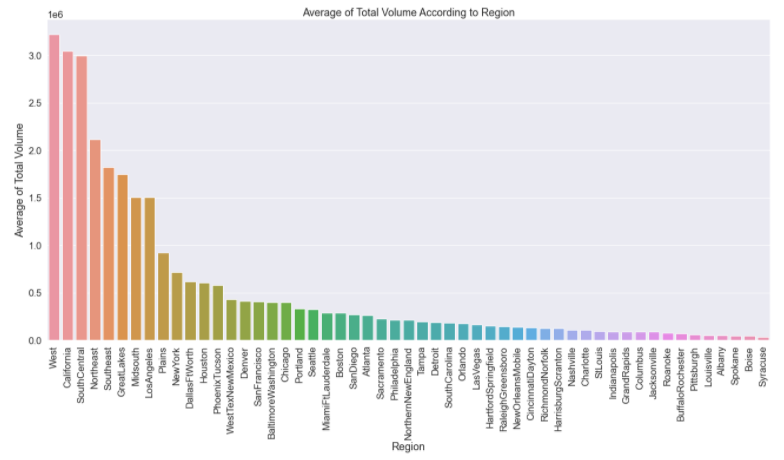 Average of Total Volume According to Region
1e6
3.0
2.5
2.0
1.5
1.0
0.5
0.0
Average of Total Volume
West
California
SouthCentral
Northeast
Southeast
GreatLakes
Midsouth
LosAngeles
Plains
NewYork
DallasFtWorth
Houston
PhoenixTucson
WestTexNewMexico
Denver
SanFrancisco
BaltimoreWashington
Chicago
Portland
Seattle
MiamiFtLauderdale
Boston
SanDiego
Atlanta
Sacramento
Philadelphia
NorthernNewEngland
Tampa
Detroit
SouthCarolina
Orlando
LasVegas
HartfordSpringfield
RaleighGreensboro
NewOrleansMobile
CincinnatiDayton
RichmondNorfolk
HarrisburgScranton
Nashville
Charlotte
StLouis
Indianapolis
GrandRapids
Columbus
Jacksonville
Roanoke
BuffaloRochester
Pittsburgh
Louisville
Albany
Spokane
Boise
Syracuse
Region